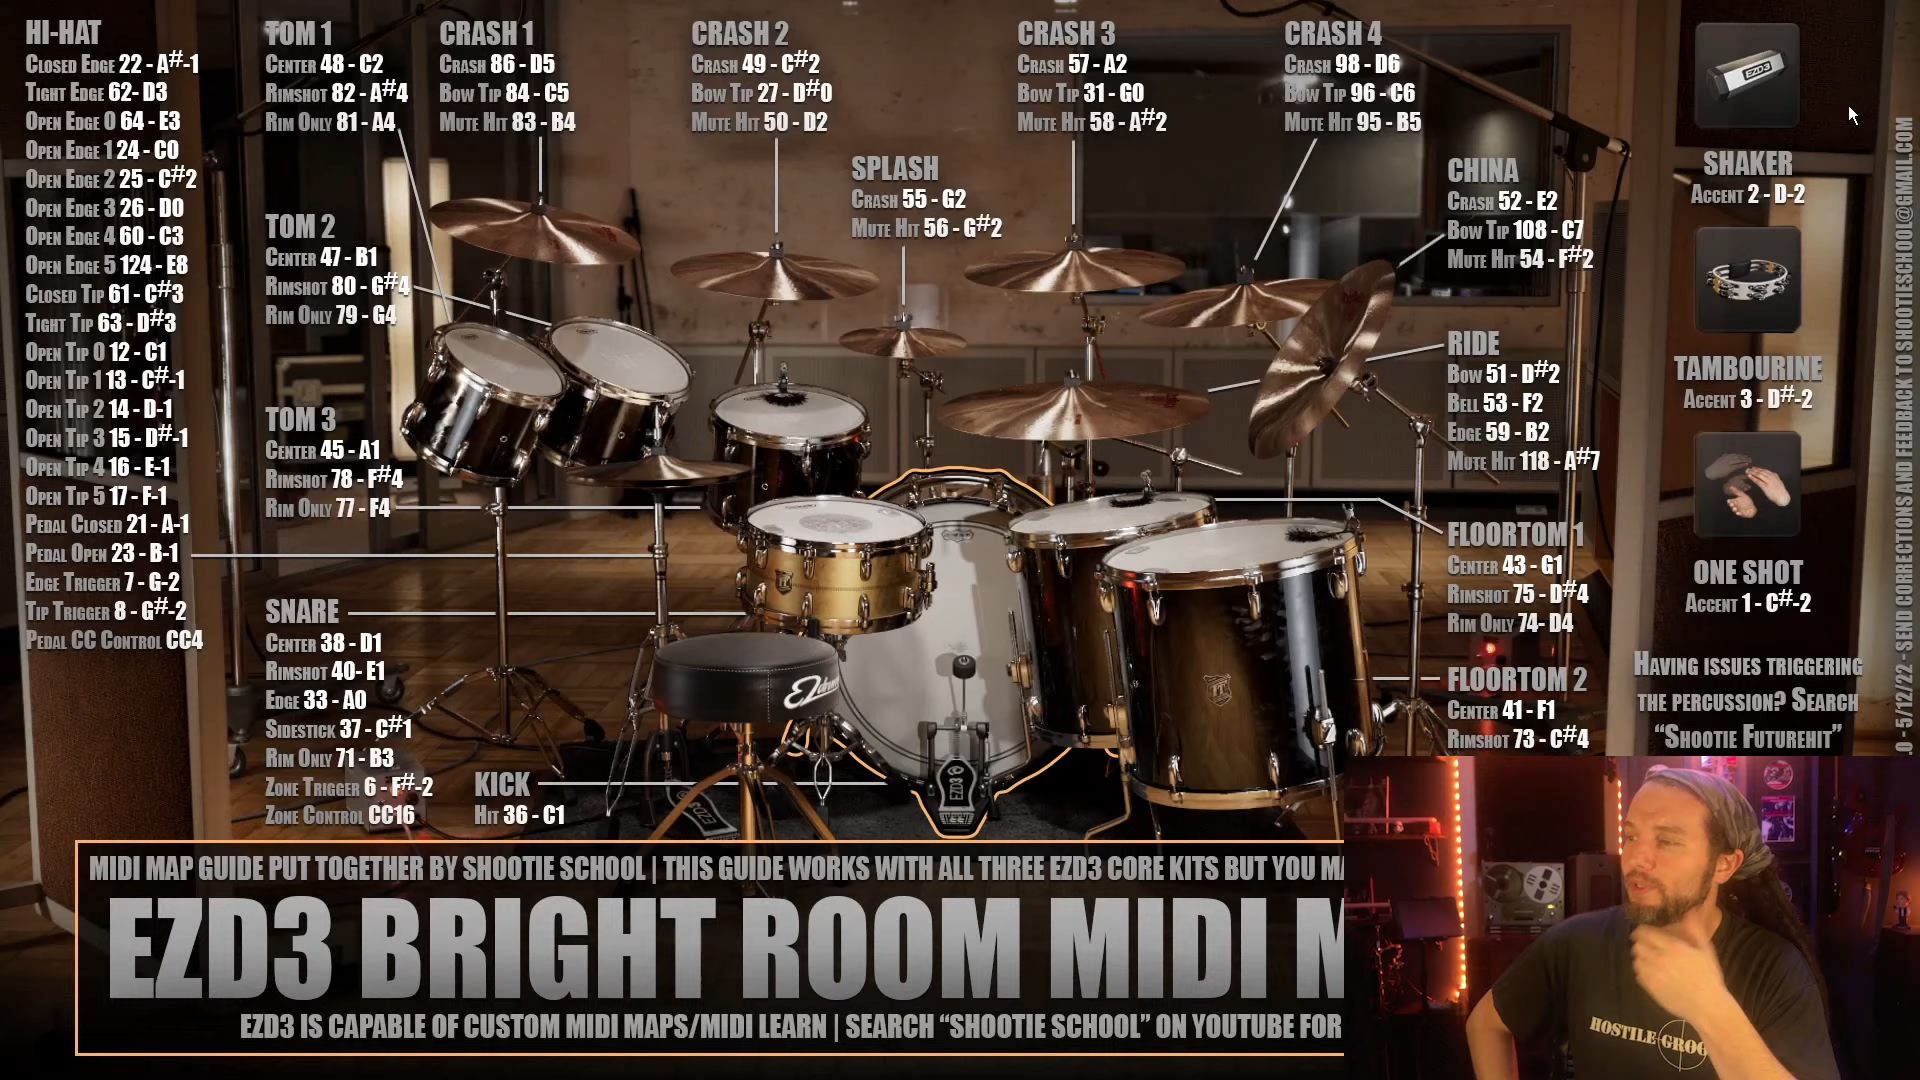 HI-HAT
CLOSED EDGE 22 - A#-1
TIGHT EDGE 62- D3
OPEN EDGE 0 64 - E3
OPEN EDGE 1 24 - C0
OPEN EDGE 2 25 - C#2
OPEN EDGE 3 26 - D0
OPEN EDGE 4 60 - C3
OPEN EDGE 5 124 - E8
CLOSED TIP 61 - C#3
TIGHT TIP 63 - D#3
OPEN TIP 0 12 - C1
OPEN TIP 1 13 - C#-1
OPEN TIP 2 14 - D-1
OPEN TIP 3 15 - D#-1
OPEN TIP 4 16 - E-1
OPEN TIP 5 17 - F-1
PEDAL CLOSED 21 - A-1
PEDAL OPEN 23 - B-1
EDGE TRIGGER 7 - G-2
TIP TRIGGER 8 - G#-2
PEDAL CC CONTROL CC4
TOM 1
CENTER 48 - C2
RIMSHOT 82 - A#4
RIM ONLY 81 - A4
TOM 2
CENTER 47 - B1
RIMSHOT 80 - G#4
RIM ONLY 79 - G4
TOM 3
CENTER 45 - A1
RIMSHOT 78 - F#4
RIM ONLY 77 - F4
SNARE
CENTER 38 - D1
RIMSHOT 40- E1
EDGE 33 - A0
SIDESTICK 37 - C#1
RIM ONLY 71 - B3
ZONE TRIGGER 6 - F#-2
ZONE CONTROL CC16
KICK
HIT 36 - C1
CRASH 1
CRASH 86 - D5
BOW TIP 84 - C5
MUTE HIT 83 - B4
CRASH 2
CRASH 49 - C#2
BOW TIP 27 - D#0
MUTE HIT 50 - D2
SPLASH
CRASH 55 - G2
MUTE HIT 56 - G#2
CRASH 3
CRASH 57 - A2
BOW TIP 31 - G0
MUTE HIT 58 - A#2
CRASH 4
CRASH 98 - D6
BOW TIP 96 - C6
MUTE HIT 95 - B5
CHINA
CRASH 52 - E2
BOW TIP 108 - C7
MUTE HIT 54 - F#2
RIDE
BOW 51 - D#2
BELL 53 - F2
EDGE 59 - B2
MUTE HIT 118 - A#7
FLOORTOM 1
CENTER 43 - G1
RIMSHOT 75 - D#4
RIM ONLY 74- D4
FLOORTOM 2
CENTER 41 - F1
RIMSHOT 73 - C#4
EZD3
SHAKER
ACCENT 2 - D-2
TAMBOURINE
ACCENT 3 - D#-2
ONE SHOT
ACCENT 1 - C#-2
HAVING ISSUES TRIGGERING
THE PERCUSSION? SEARCH
“SHOOTIE FUTUREHIT”
.0 - 5/12/22 - SEND CORRECTIONS AND FEEDBACK TO SHOOTIESCHOOL@GMAIL.COM
EZdrum
EZD3
MIDI MAP GUIDE PUT TOGETHER BY SHOOTIE SCHOOL | THIS GUIDE WORKS WITH ALL THREE EZD3 CORE KITS BUT YOU MA
EZD3 BRIGHT ROOM MIDI M
EZD3 IS CAPABLE OF CUSTOM MIDI MAPS/MIDI LEARN | SEARCH “SHOOTIE SCHOOL” ON YOUTUBE FOR
HOSTILE GROO